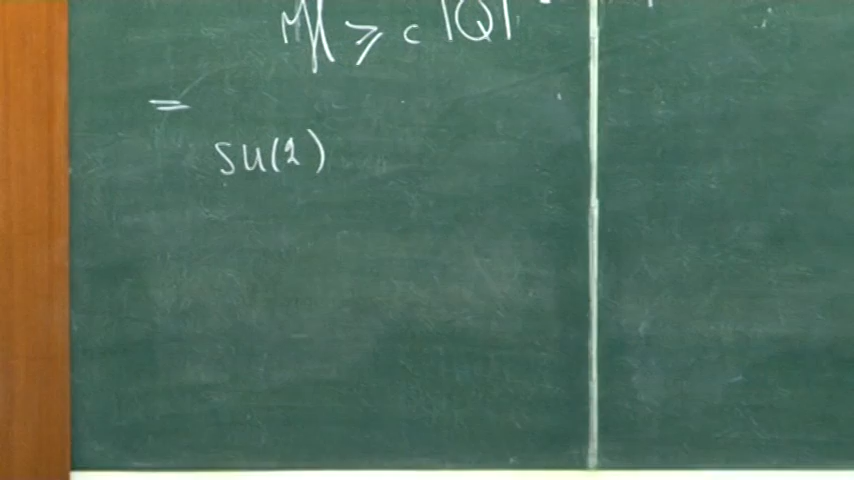 ≥ c |Q|
=
SU(2)